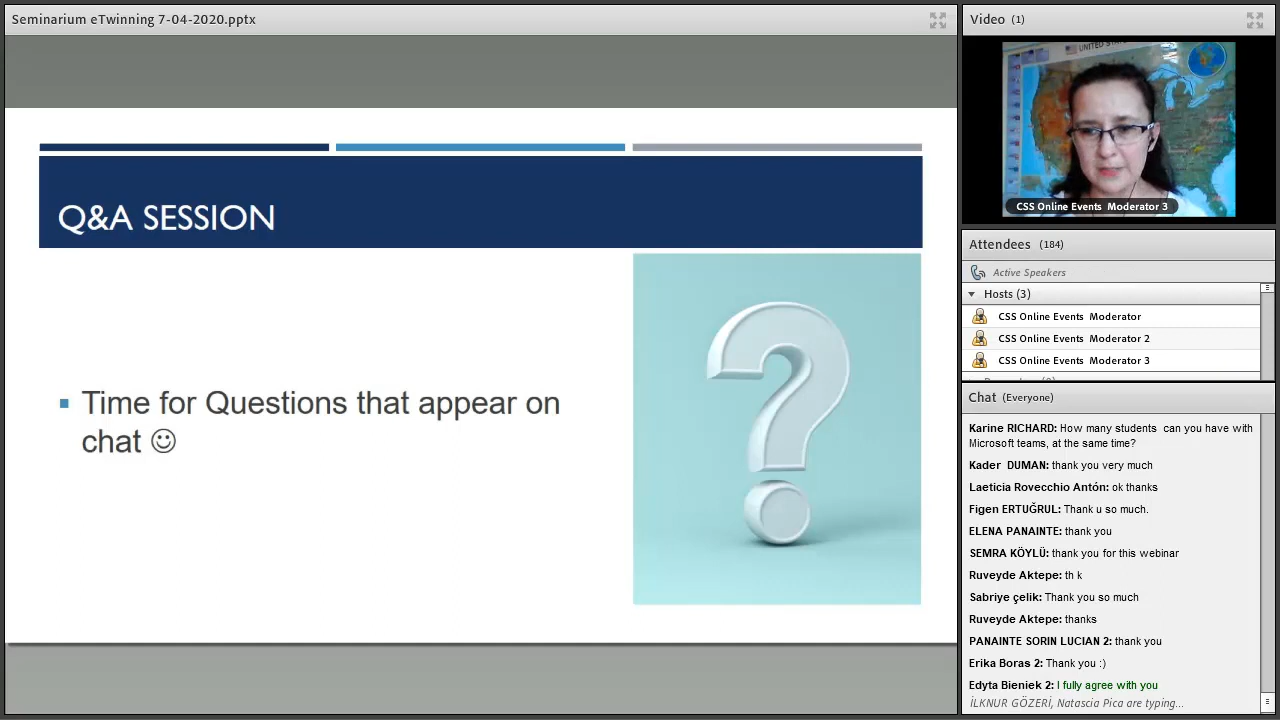 Seminarium eTwinning 7-04-2020.pptx
Q&A SESSION
Time for Questions that appear on
chat ☺
Video (1)
UNITED STA
CSS Online Events Moderator 3
Attendees (184)
Active Speakers
Hosts (3)
CSS Online Events Moderator
CSS Online Events Moderator 2
CSS Online Events Moderator 3
Chat (Everyone)
Karine RICHARD: How many students can you have with
Microsoft teams, at the same time?
Kader DUMAN: thank you very much
Laeticia Rovecchio Antón: ok thanks
Figen ERTUĞRUL: Thank u so much.
ELENA PANAINTE: thank you
SEMRA KÖYLÜ: thank you for this webinar
Ruveyde Aktepe: th k
Sabriye çelik: Thank you so much
Ruveyde Aktepe: thanks
PANAINTE SORIN LUCIAN 2: thank you
Erika Boras 2: Thank you :)
Edyta Bieniek 2: I fully agree with you
İLKNUR GÖZERİ, Natascia Pica are typing...